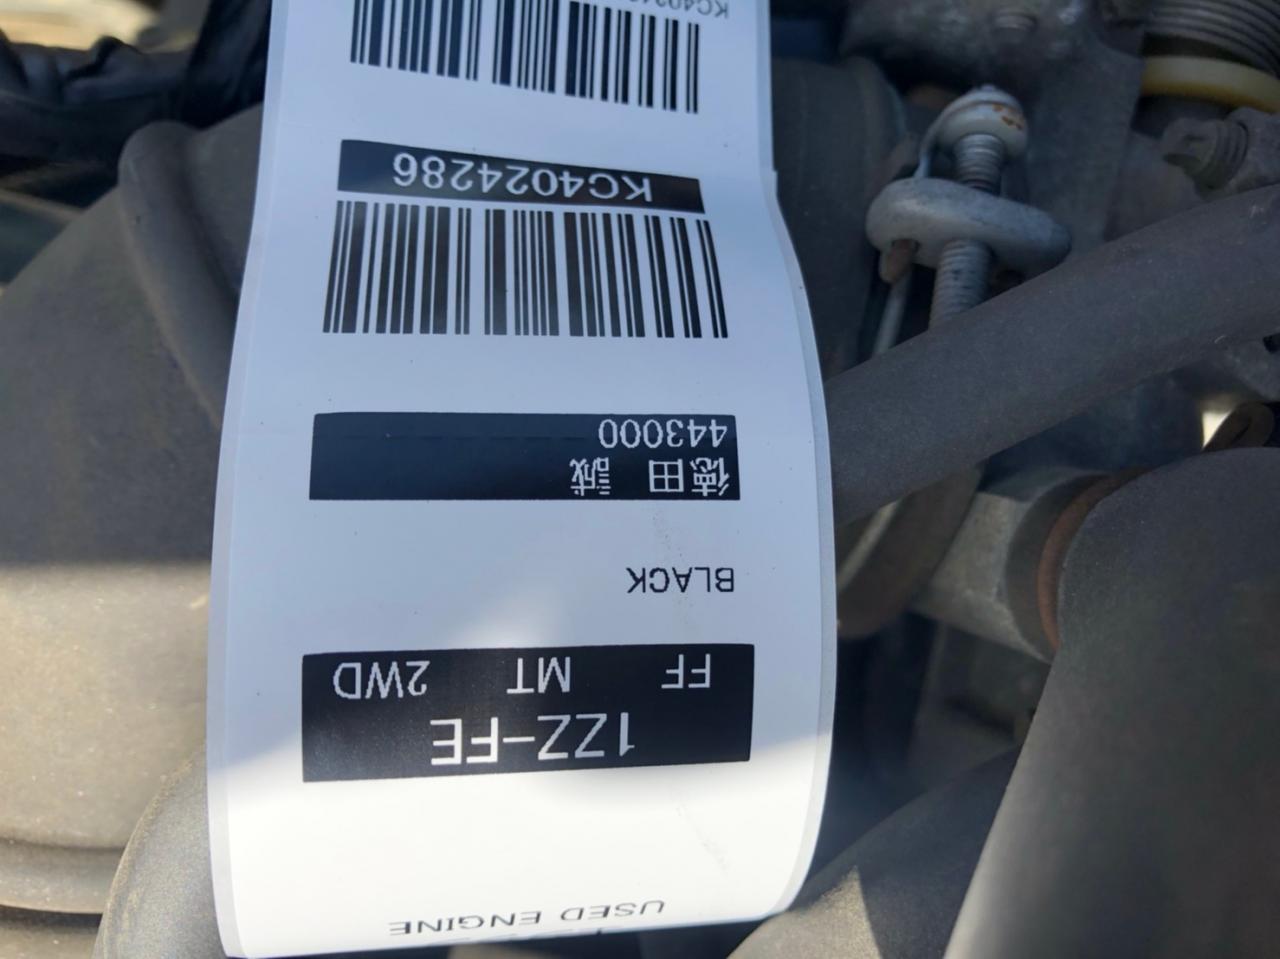 USED ENGINE
1ZZ-FE
FF MT 2WD
BLACK
徳田 誠
443000
KC4024286